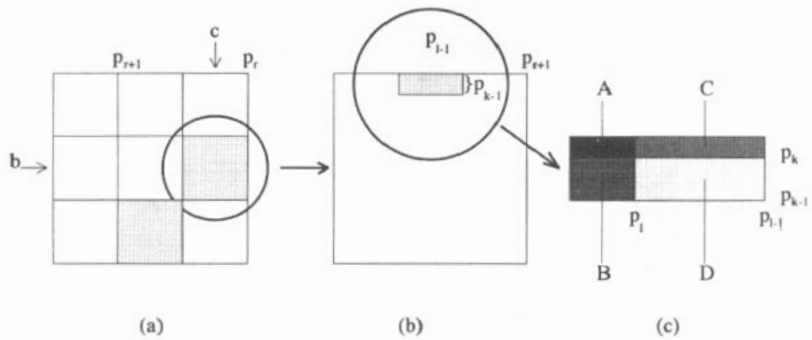 c
p_{r+1} p_r
b
(a)
p_{l-1}
p_{r+1}
}p_{k-1}
(b)
A C
p_k
p_{k-1}
p_l p_{l-1}
B D
(c)